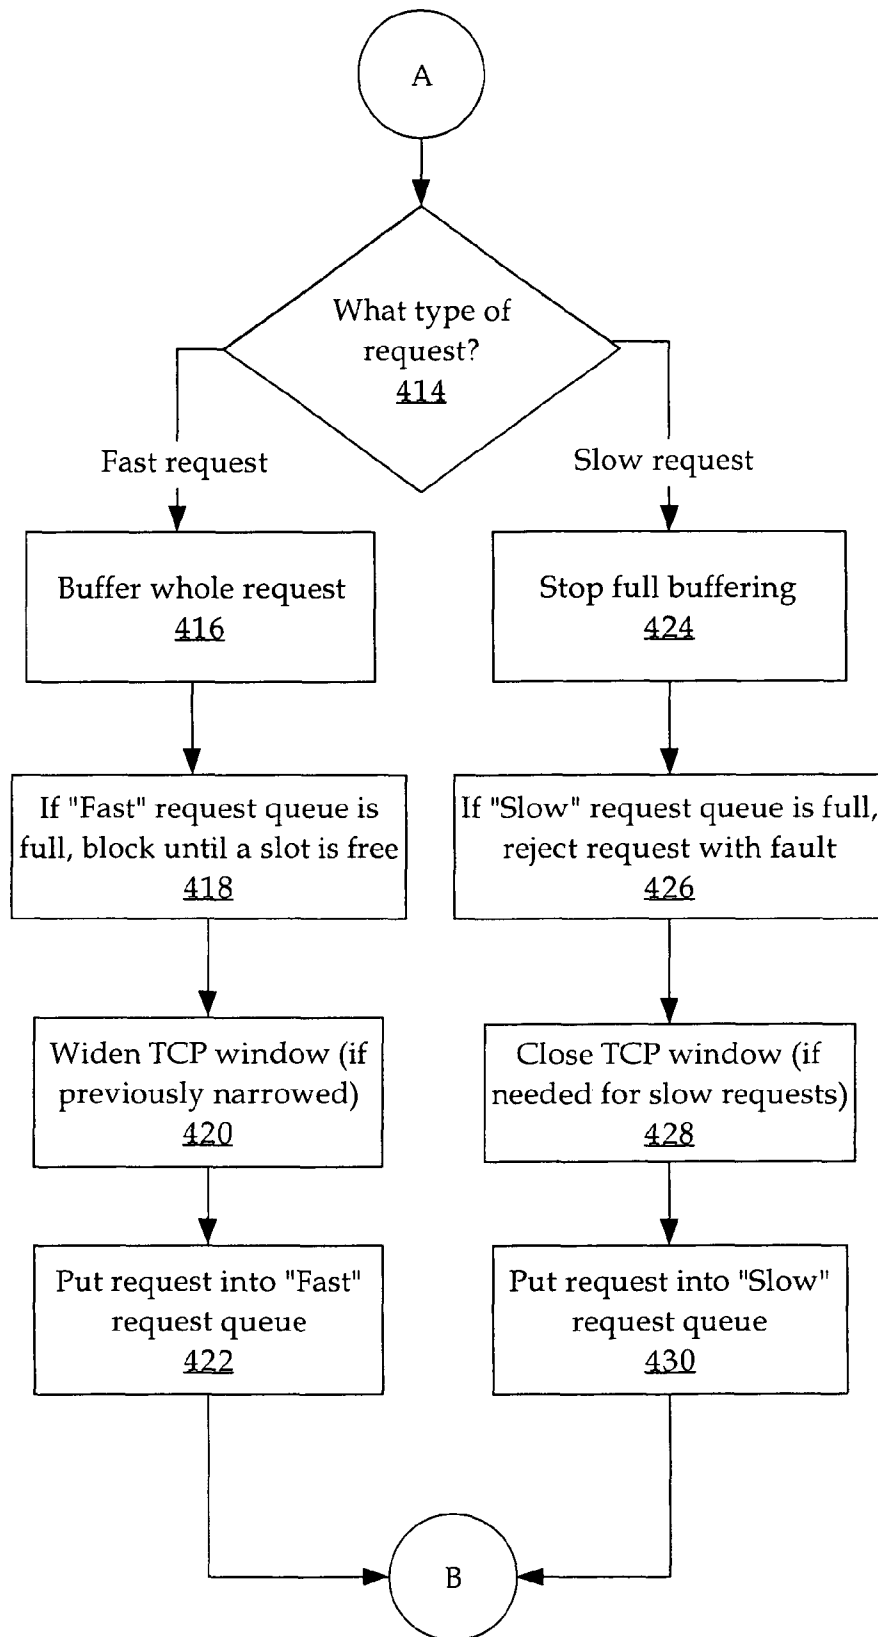 A
What type of
request?
414
Fast request
Slow request
Buffer whole request
416
Stop full buffering
424
If "Fast" request queue is
full, block until a slot is free
418
If "Slow" request queue is full,
reject request with fault
426
Widen TCP window (if
previously narrowed)
420
Close TCP window (if
needed for slow requests)
428
Put request into "Fast"
request queue
422
Put request into "Slow"
request queue
430
B